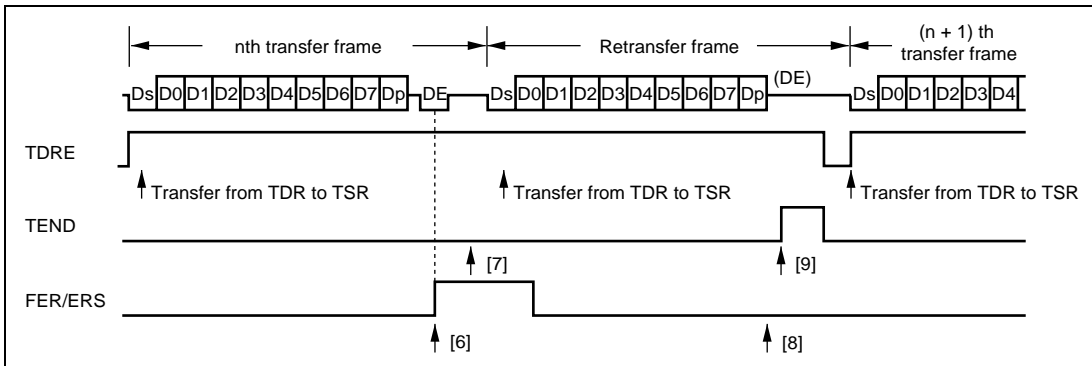 nth transfer frame
Retransfer frame
(n + 1) th
transfer frame
Ds D0 D1 D2 D3 D4 D5 D6 D7 Dp DE
Ds D0 D1 D2 D3 D4 D5 D6 D7 Dp (DE)
Ds D0 D1 D2 D3 D4
TDRE
Transfer from TDR to TSR
Transfer from TDR to TSR
Transfer from TDR to TSR
TEND
[7]
[9]
FER/ERS
[6]
[8]